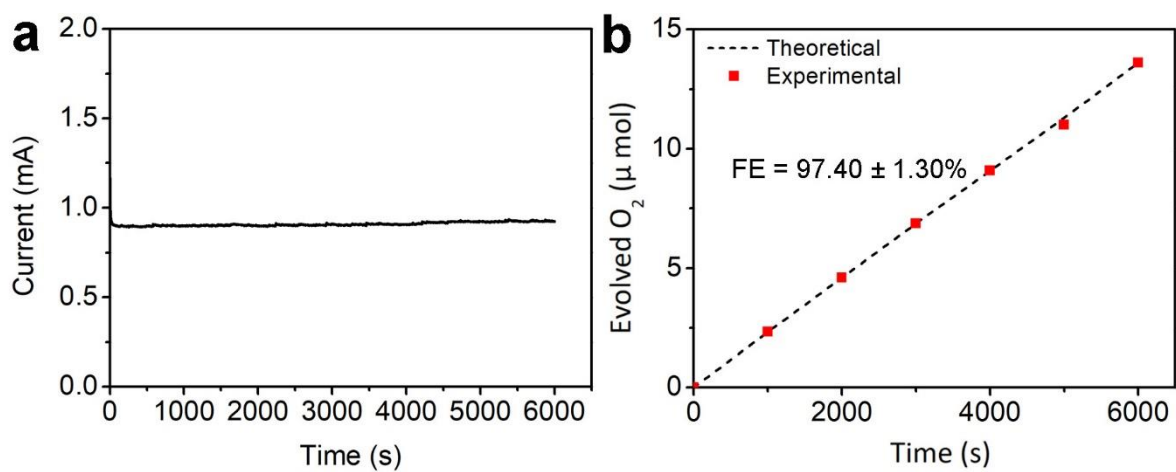 a
2.0
1.5
1.0
0.5
0.0
Current (mA)
0 1000 2000 3000 4000 5000 6000
Time (s)
b
15
10
5
0
Evolved O₂ (μ mol)
Theoretical
Experimental
FE = 97.40 ± 1.30%
0 2000 4000 6000
Time (s)